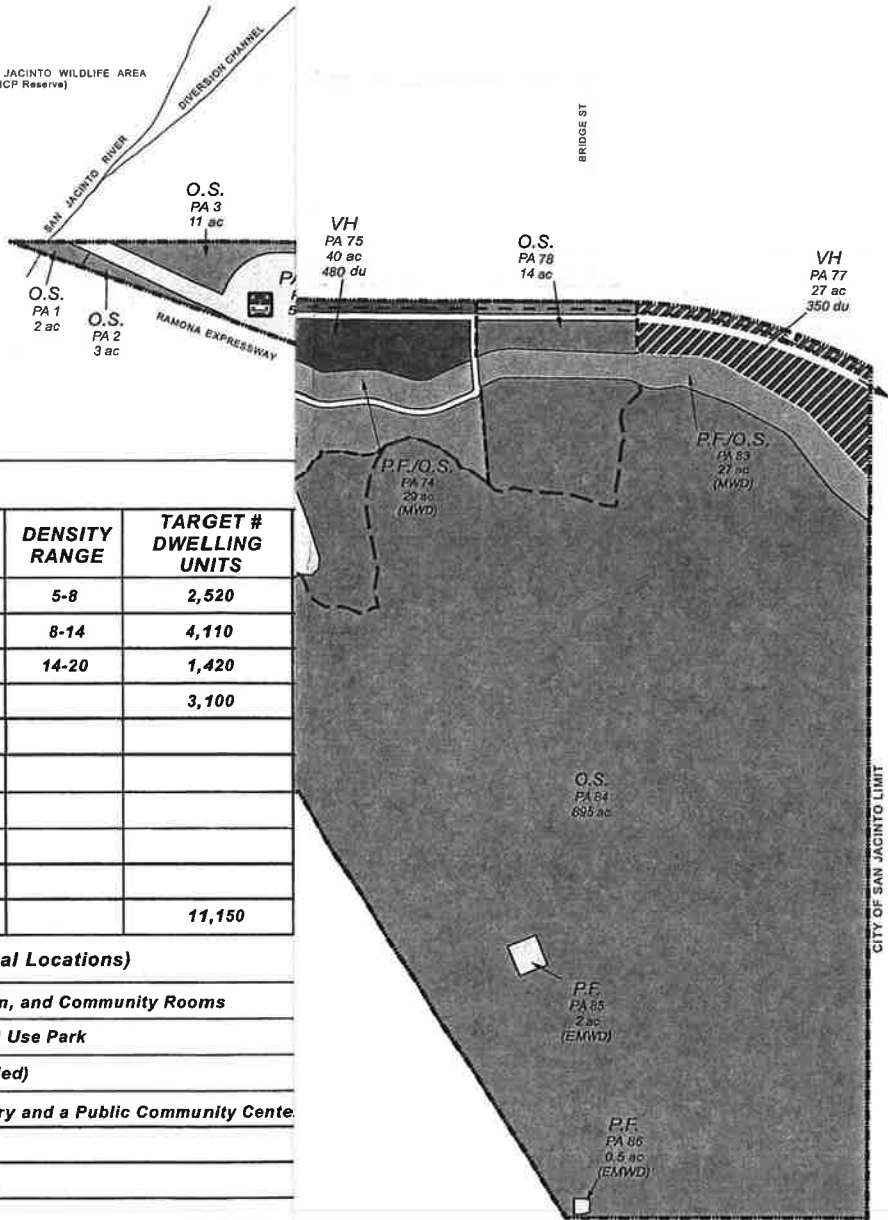 JACINTO WILDLIFE AREA
Reserve)
DIVERSION CHANNEL
SAN JACINTO RIVER
BRIDGE ST
O.S.
PA 3
11 ac
O.S.
PA 1
2 ac
O.S.
PA 2
3 ac
RAMONA EXPRESSWAY
VH
PA 75
40 ac
480 du
O.S.
PA 78
14 ac
VH
PA 77
27 ac
350 du
P.F./O.S.
PA 74
29 ac
(MWD)
P.F./O.S.
PA 83
27 ac
(MWD)
DENSITY
RANGE
TARGET #
DWELLING
UNITS
5-8
2,520
8-14
4,110
14-20
1,420
3,100
11,150
al Locations)
n, and Community Rooms
Use Park
ed)
ry and a Public Community Cente
O.S.
PA 84
895 ac
P.F.
PA 85
2 ac
(EMWD)
P.F.
PA 86
0.5 ac
(EMWD)
CITY OF SAN JACINTO LIMIT